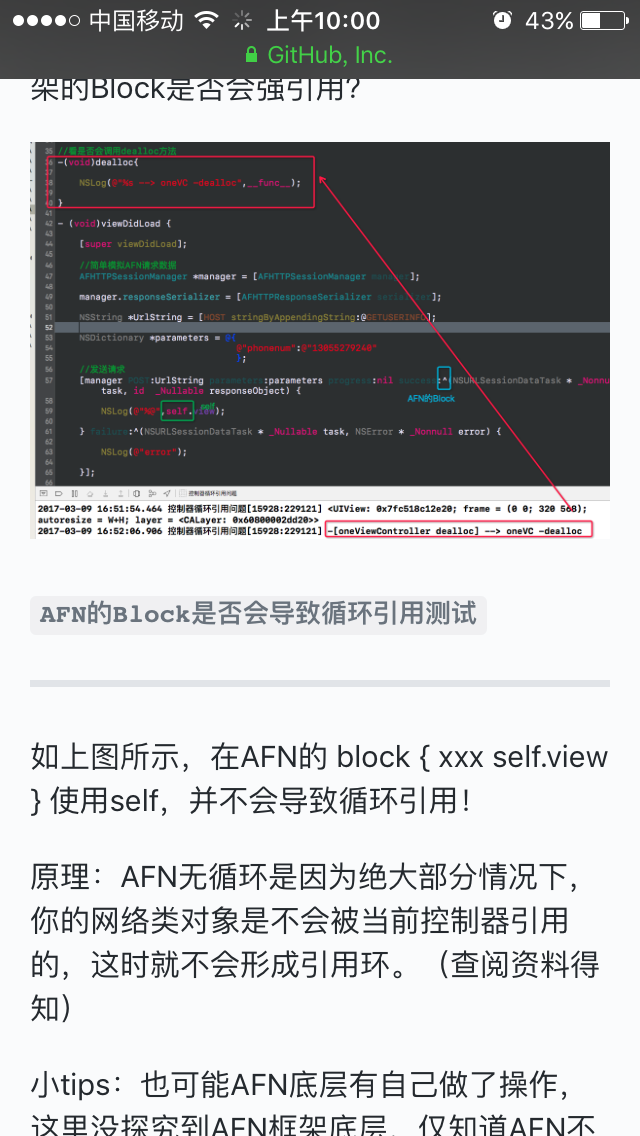 中国移动 上午10:00 43%
GitHub, Inc.
架的Block是否会强引用?
35 //看是否会调用dealloc方法
36 -(void)dealloc{
37
38 NSLog(@"%s --> oneVC -dealloc",__func__);
39
40 }
41
42 - (void)viewDidLoad {
43
44 [super viewDidLoad];
45
46 //简单模拟AFN请求数据
47 AFHTTPSessionManager *manager = [AFHTTPSessionManager manager];
48
49 manager.responseSerializer = [AFHTTPResponseSerializer serializer];
50
51 NSString *UrlString = [HOST stringByAppendingString:@GETUSERINFO];
52
53 NSDictionary *parameters = @{
54 @"phonenum":@"13055279240"
55 };
56 //发送请求
57 [manager POST:UrlString parameters:parameters progress:nil success:^(NSURLSessionDataTask * _Nonnu
58 task, id _Nullable responseObject) {
AFN的Block
59 NSLog(@"%@",self.view);
self
60
61 } failure:^(NSURLSessionDataTask * _Nullable task, NSError * _Nonnull error) {
62
63 NSLog(@"error");
64
65 }];
66
控制器循环引用问题
2017-03-09 16:51:54.464 控制器循环引用问题[15928:229121] <UIView: 0x7fc518c12e20; frame = (0 0; 320 568);
autoresize = W+H; layer = <CALayer: 0x60800002dd20>>
2017-03-09 16:52:06.906 控制器循环引用问题[15928:229121] -[oneViewController dealloc] --> oneVC -dealloc
AFN的Block是否会导致循环引用测试
如上图所示，在AFN的 block { xxx self.view
} 使用self，并不会导致循环引用！
原理：AFN无循环是因为绝大部分情况下，
你的网络类对象是不会被当前控制器引用
的，这时就不会形成引用环。（查阅资料得
知）
小tips：也可能AFN底层有自己做了操作，
这里没探究到AFN框架底层，仅知道AFN不